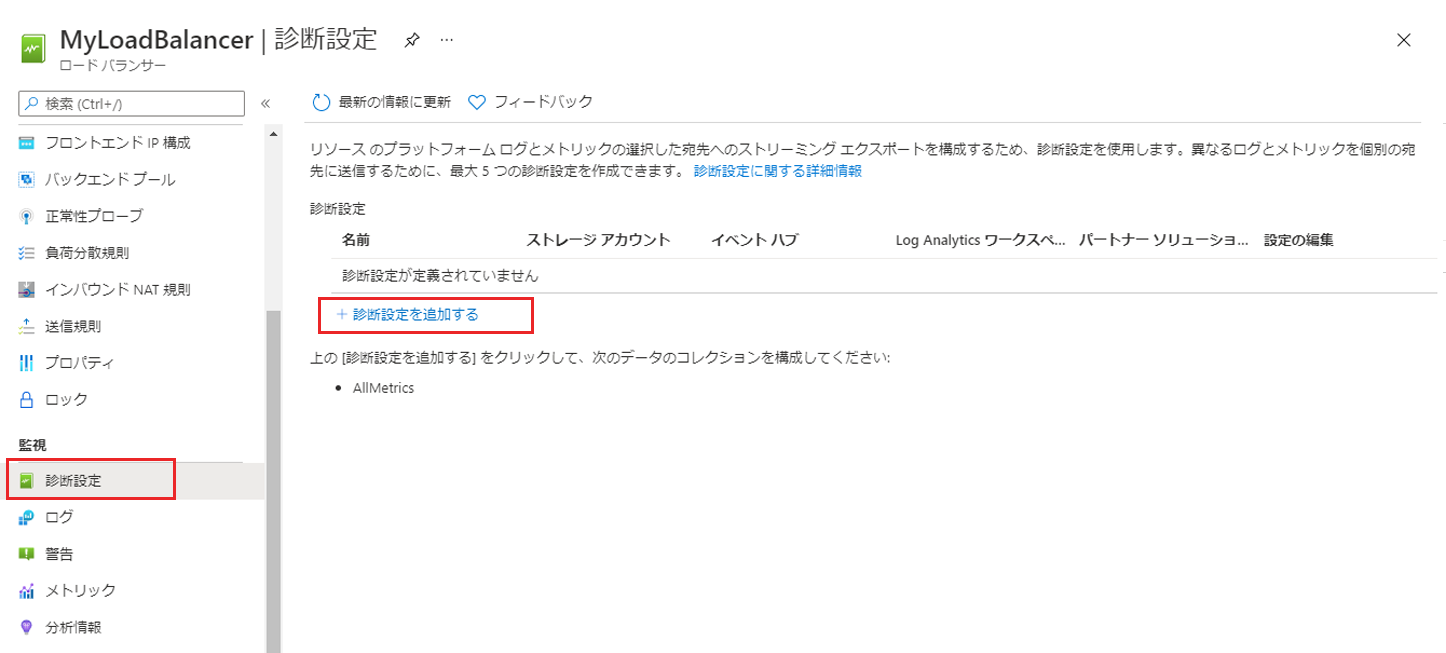 MyLoadBalancer | 診断設定
ロード バランサー
検索 (Ctrl+/)
フロントエンド IP 構成
バックエンド プール
正常性プローブ
負荷分散規則
インバウンド NAT 規則
送信規則
プロパティ
ロック
監視
診断設定
ログ
警告
メトリック
分析情報
最新の情報に更新 フィードバック
リソース のプラットフォーム ログとメトリックの選択した宛先へのストリーミング エクスポートを構成するため、診断設定を使用します。異なるログとメトリックを個別の宛
先に送信するために、最大 5 つの診断設定を作成できます。 診断設定に関する詳細情報
診断設定
名前 ストレージ アカウント イベント ハブ Log Analytics ワークスペ... パートナー ソリューショ... 設定の編集
診断設定が定義されていません
+ 診断設定を追加する
上の [診断設定を追加する] をクリックして、次のデータのコレクションを構成してください:
• AllMetrics